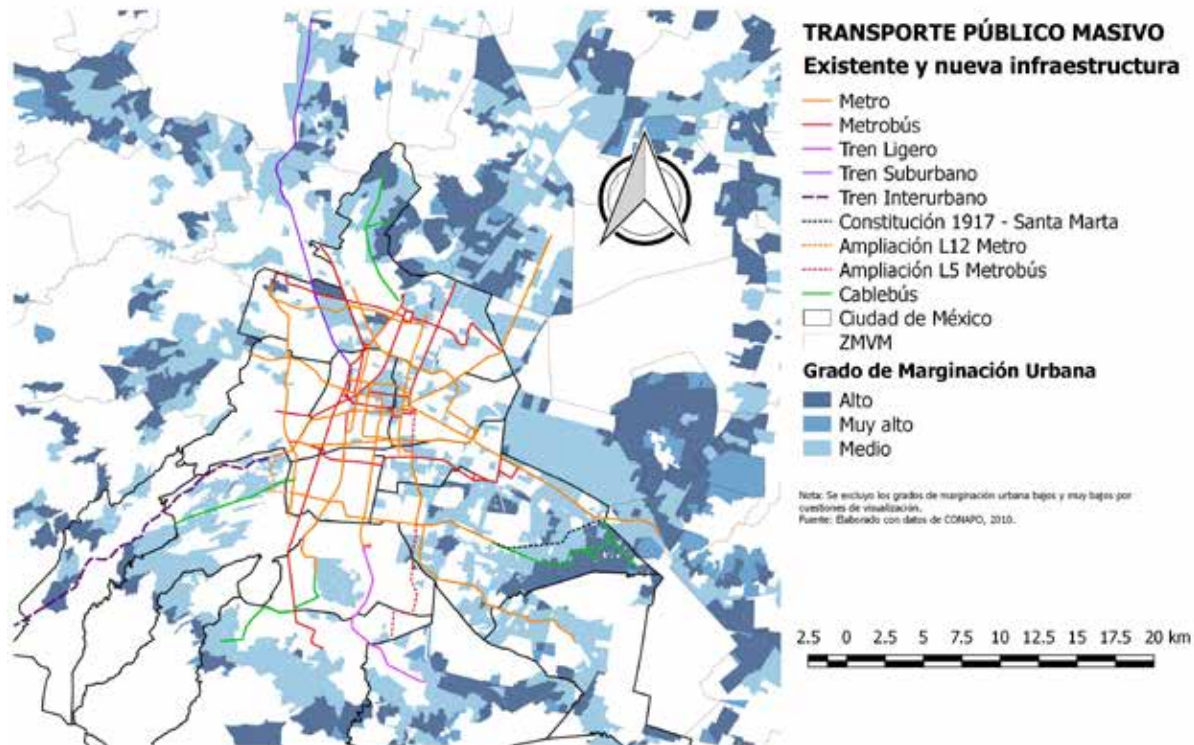 TRANSPORTE PÚBLICO MASIVO
Existente y nueva infraestructura
Metro
Metrobús
Tren Ligero
Tren Suburbano
Tren Interurbano
Constitución 1917 - Santa Marta
Ampliación L12 Metro
Ampliación L5 Metrobús
Cablebús
Ciudad de México
ZMVM
Grado de Marginación Urbana
Alto
Muy alto
Medio
Nota: Se excluyo los grados de marginación urbana bajos y muy bajos por
cuestiones de visualización.
Fuente: Elaborado con datos de CONAPO, 2010.
2.5 0 2.5 5 7.5 10 12.5 15 17.5 20 km